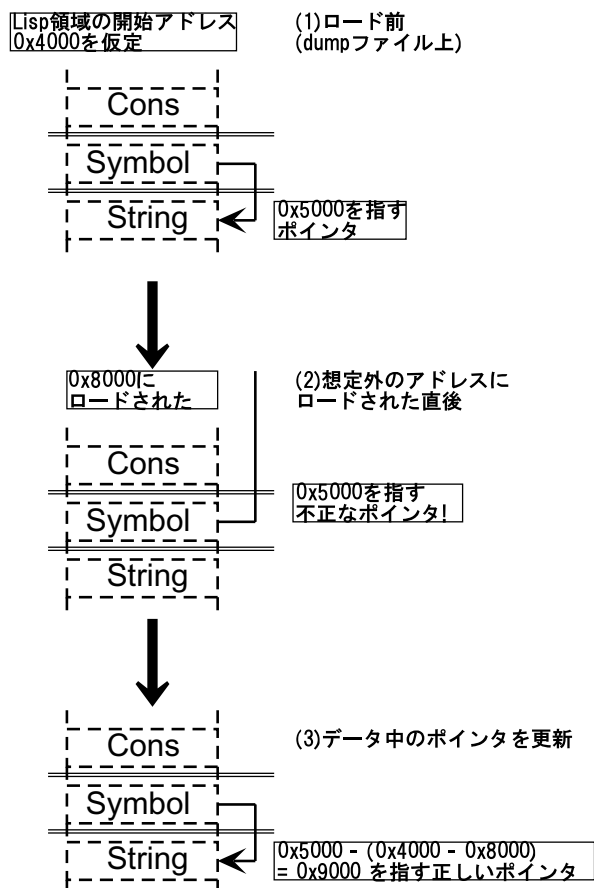 Lisp領域の開始アドレス
0x4000を仮定
(1)ロード前
(dumpファイル上)
Cons
Symbol
String
0x5000を指す
ポインタ
0x8000に
ロードされた
(2)想定外のアドレスに
ロードされた直後
Cons
0x5000を指す
不正なポインタ!
Symbol
String
(3)データ中のポインタを更新
Cons
Symbol
String
0x5000 - (0x4000 - 0x8000)
= 0x9000 を指す正しいポインタ